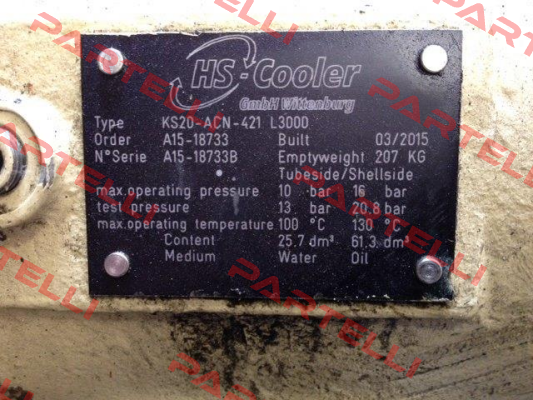 HS-Cooler
GmbH Wittenburg
Type KS20-ACN-421 L3000
Order A15-18733 Built 03/2015
N°Serie A15-18733B Emptyweight 207 KG
Tubeside/Shellside
max.operating pressure 10 bar 16 bar
test pressure 13 bar 20.8 bar
max.operating temperature 100 °C 130 °C
Content 25.7 dm³ 61.3 dm³
Medium Water Oil
PARTELLI
PARTELLI
PARTELLI
PARTELLI
PARTELLI
PARTELLI